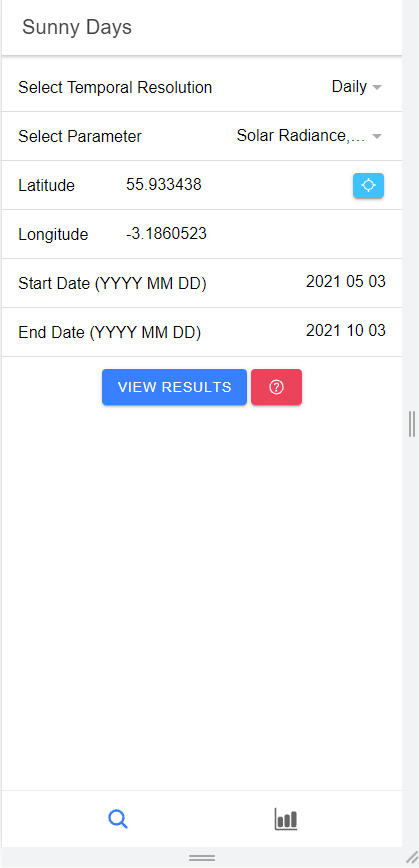 Sunny Days
Select Temporal Resolution Daily
Select Parameter Solar Radiance,...
Latitude 55.933438
Longitude -3.1860523
Start Date (YYYY MM DD) 2021 05 03
End Date (YYYY MM DD) 2021 10 03
VIEW RESULTS